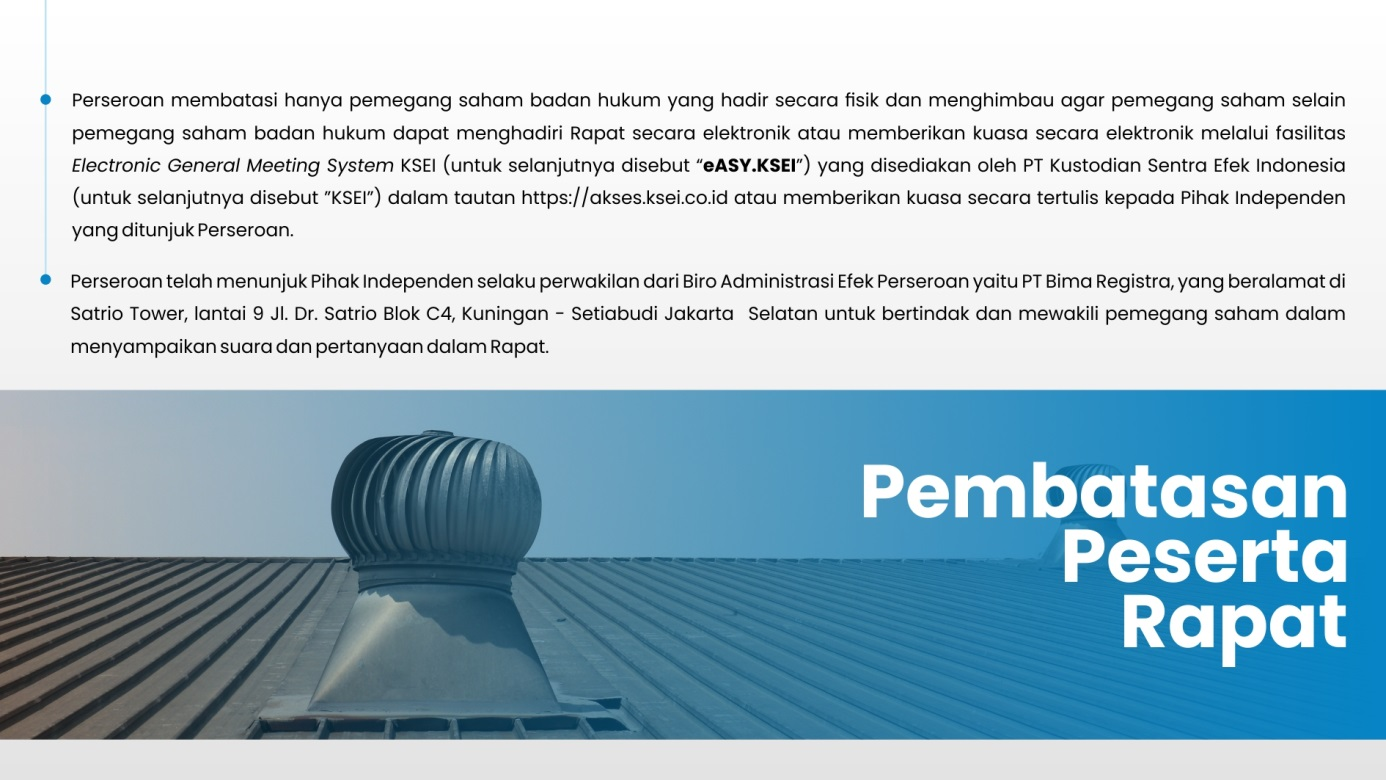 Perseroan membatasi hanya pemegang saham badan hukum yang hadir secara fisik dan menghimbau agar pemegang saham selain
pemegang saham badan hukum dapat menghadiri Rapat secara elektronik atau memberikan kuasa secara elektronik melalui fasilitas
Electronic General Meeting System KSEI (untuk selanjutnya disebut “eASY.KSEI”) yang disediakan oleh PT Kustodian Sentra Efek Indonesia
(untuk selanjutnya disebut ”KSEI”) dalam tautan https://akses.ksei.co.id atau memberikan kuasa secara tertulis kepada Pihak Independen
yang ditunjuk Perseroan.
Perseroan telah menunjuk Pihak Independen selaku perwakilan dari Biro Administrasi Efek Perseroan yaitu PT Bima Registra, yang beralamat di
Satrio Tower, lantai 9 Jl. Dr. Satrio Blok C4, Kuningan - Setiabudi Jakarta  Selatan untuk bertindak dan mewakili pemegang saham dalam
menyampaikan suara dan pertanyaan dalam Rapat.
Pembatasan
Peserta
Rapat